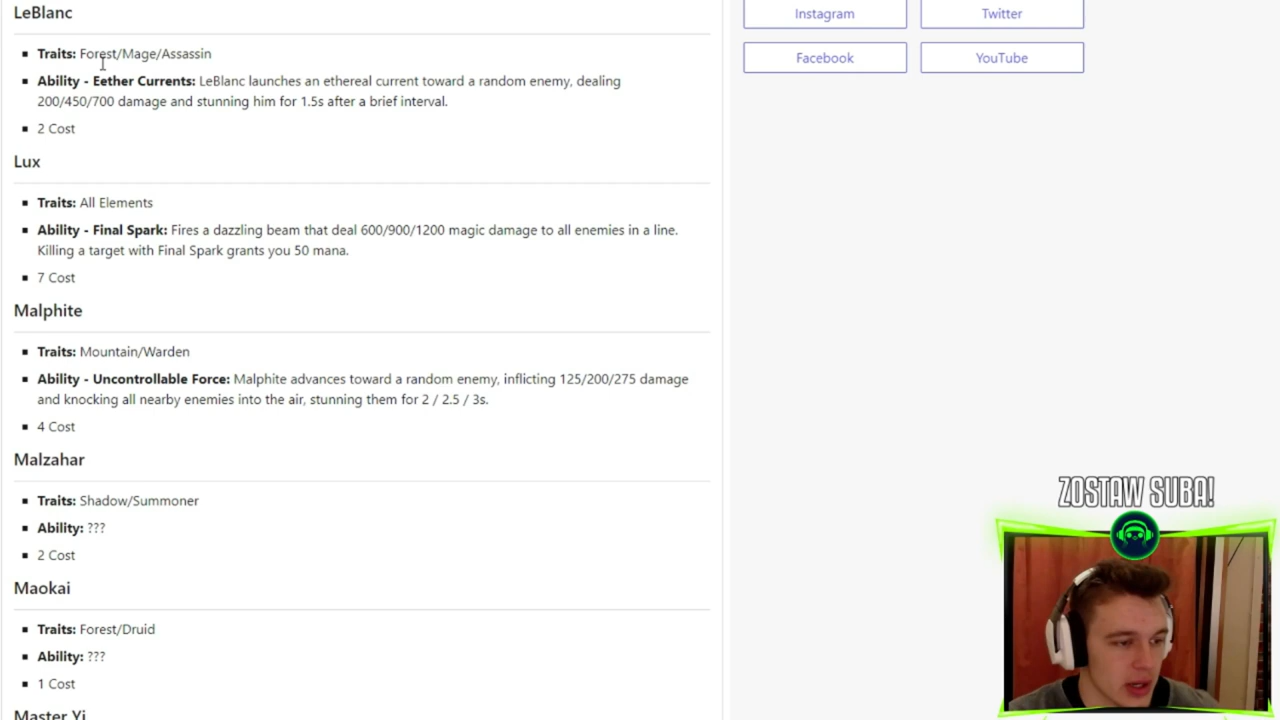 LeBlanc
Traits: Forest/Mage/Assassin
Ability - Eether Currents: LeBlanc launches an ethereal current toward a random enemy, dealing
200/450/700 damage and stunning him for 1.5s after a brief interval.
2 Cost
Lux
Traits: All Elements
Ability - Final Spark: Fires a dazzling beam that deal 600/900/1200 magic damage to all enemies in a line.
Killing a target with Final Spark grants you 50 mana.
7 Cost
Malphite
Traits: Mountain/Warden
Ability - Uncontrollable Force: Malphite advances toward a random enemy, inflicting 125/200/275 damage
and knocking all nearby enemies into the air, stunning them for 2 / 2.5 / 3s.
4 Cost
Malzahar
Traits: Shadow/Summoner
Ability: ???
2 Cost
Maokai
Traits: Forest/Druid
Ability: ???
1 Cost
Master Yi
Instagram
Twitter
Facebook
YouTube
ZOSTAW SUBA!